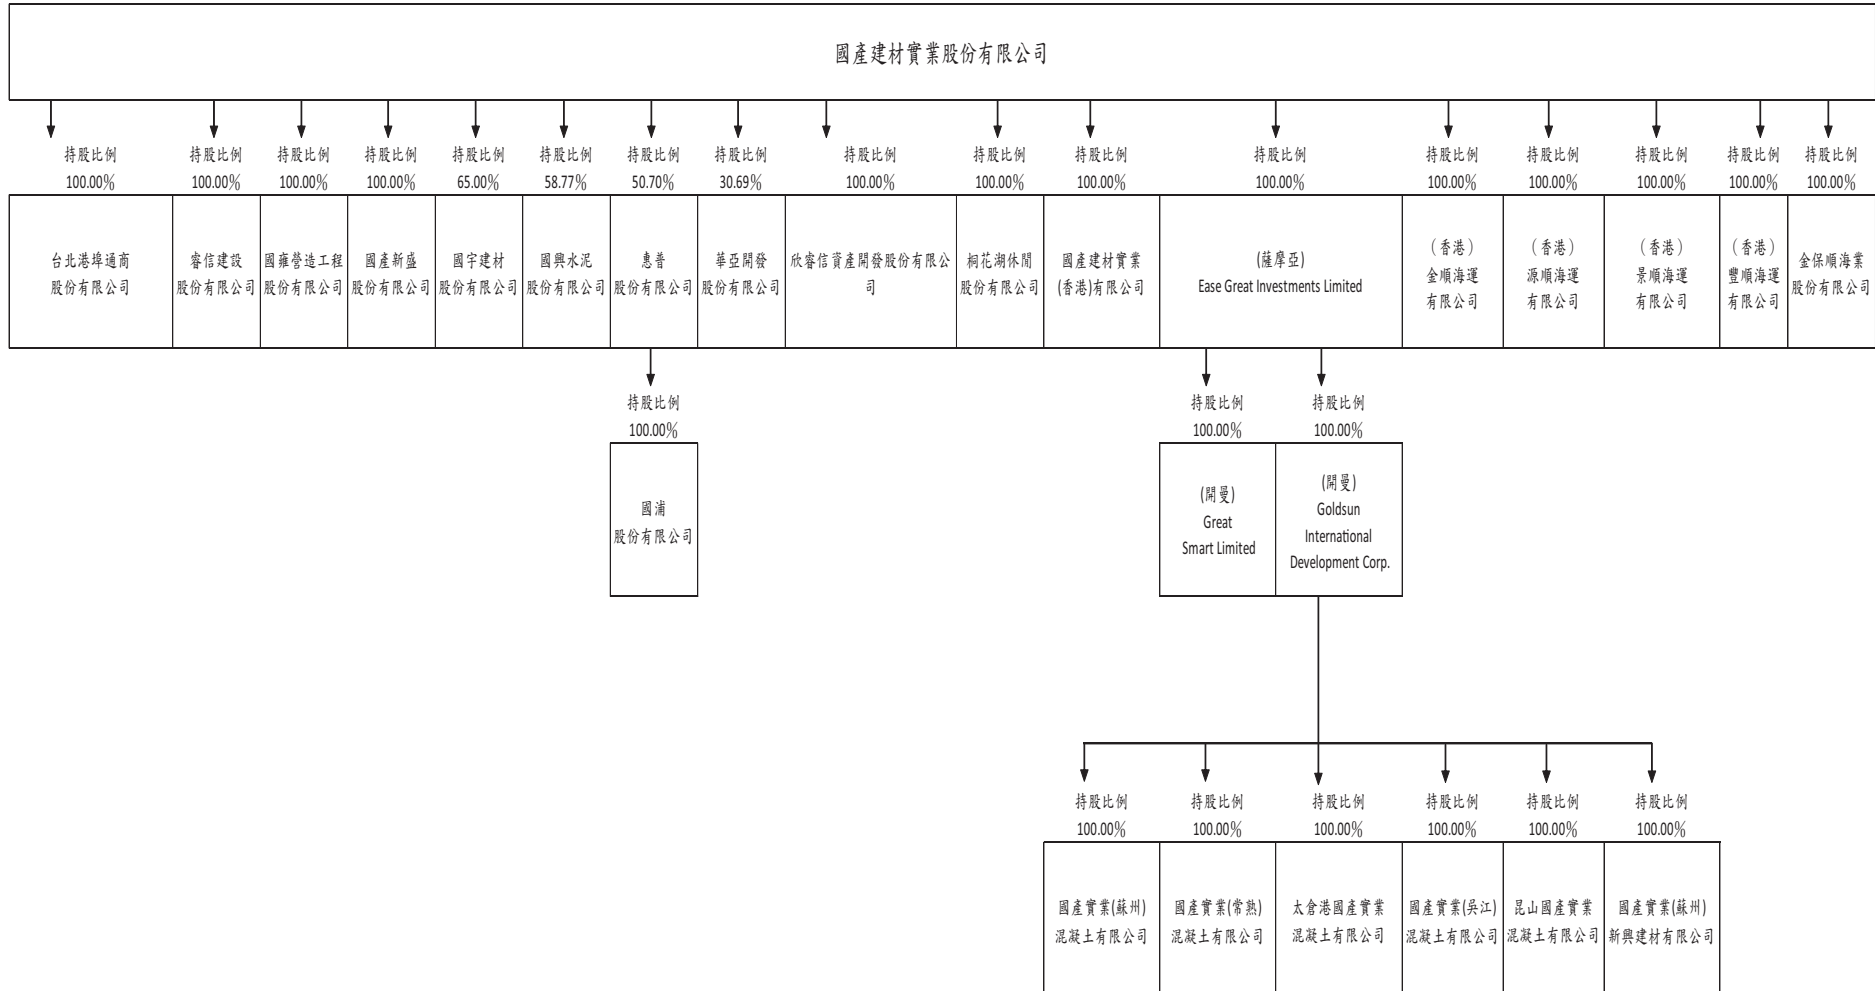 國產建材實業股份有限公司
持股比例
100.00%
持股比例
100.00%
持股比例
100.00%
持股比例
100.00%
持股比例
65.00%
持股比例
58.77%
持股比例
50.70%
持股比例
30.69%
持股比例
100.00%
持股比例
100.00%
持股比例
100.00%
持股比例
100.00%
持股比例
100.00%
持股比例
100.00%
持股比例
100.00%
持股比例
100.00%
持股比例
100.00%
台北港埠通商
股份有限公司
睿信建設
股份有限公司
國雍營造工程
股份有限公司
國產新盛
股份有限公司
國宇建材
股份有限公司
國興水泥
股份有限公司
惠普
股份有限公司
華亞開發
股份有限公司
欣睿信資產開發股份有限公
司
桐花湖休閒
股份有限公司
國產建材實業
(香港)有限公司
(薩摩亞)
Ease Great Investments Limited
(香港)
金順海運
有限公司
(香港)
源順海運
有限公司
(香港)
景順海運
有限公司
(香港)
豐順海運
有限公司
金保順海業
股份有限公司
持股比例
100.00%
持股比例
100.00%
持股比例
100.00%
國浦
股份有限公司
(開曼)
Great
Smart Limited
(開曼)
Goldsun
International
Development Corp.
持股比例
100.00%
持股比例
100.00%
持股比例
100.00%
持股比例
100.00%
持股比例
100.00%
持股比例
100.00%
國產實業(蘇州)
混凝土有限公司
國產實業(常熟)
混凝土有限公司
太倉港國產實業
混凝土有限公司
國產實業(吳江)
混凝土有限公司
昆山國產實業
混凝土有限公司
國產實業(蘇州)
新興建材有限公司